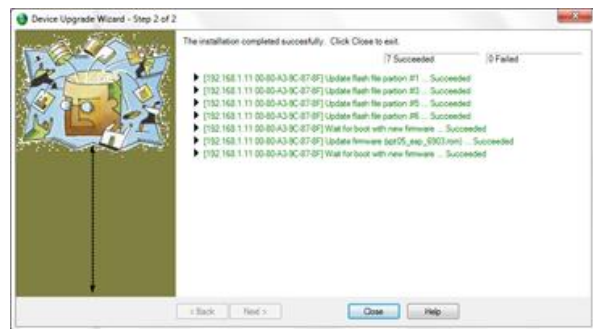 Device Upgrade Wizard - Step 2 of 2
The installation completed succesfully. Click Close to exit.
7 Succeeded
0 Failed
[192.168.1.11 00-80-A3-9C-87-8F] Update flash file partion #1 ... Succeeded
[192.168.1.11 00-80-A3-9C-87-8F] Update flash file partion #3 ... Succeeded
[192.168.1.11 00-80-A3-9C-87-8F] Update flash file partion #5 ... Succeeded
[192.168.1.11 00-80-A3-9C-87-8F] Update flash file partion #6 ... Succeeded
[192.168.1.11 00-80-A3-9C-87-8F] Wait for boot with new firmware ... Succeeded
[192.168.1.11 00-80-A3-9C-87-8F] Update firmware (xpt05_exp_6903.rom) ... Succeeded
[192.168.1.11 00-80-A3-9C-87-8F] Wait for boot with new firmware ... Succeeded
< Back
Next >
Close
Help